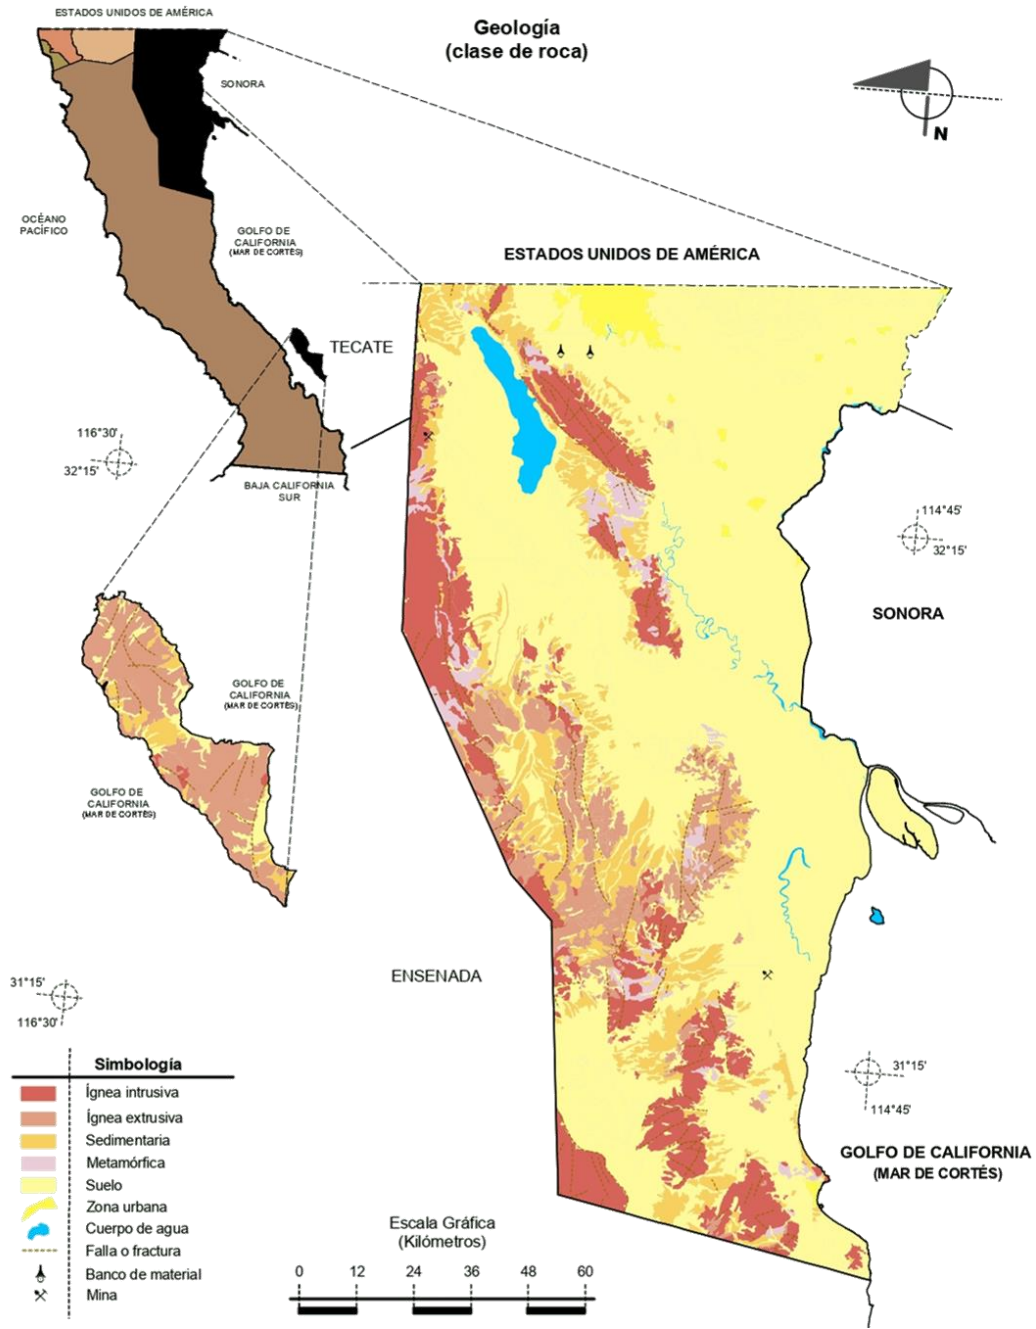 ESTADOS UNIDOS DE AMÉRICA
Geología
(clase de roca)
SONORA
N
OCÉANO
PACÍFICO
GOLFO DE
CALIFORNIA
(MAR DE CORTÉS)
ESTADOS UNIDOS DE AMÉRICA
TECATE
116°30'
32°15'
BAJA CALIFORNIA
SUR
114°45'
32°15'
SONORA
GOLFO DE
CALIFORNIA
(MAR DE CORTÉS)
GOLFO DE
CALIFORNIA
(MAR DE CORTÉS)
ENSENADA
31°15'
116°30'
31°15'
114°45'
GOLFO DE CALIFORNIA
(MAR DE CORTÉS)
Simbología
Ígnea intrusiva
Ígnea extrusiva
Sedimentaria
Metamórfica
Suelo
Zona urbana
Cuerpo de agua
Falla o fractura
Banco de material
Mina
Escala Gráfica
(Kilómetros)
0 12 24 36 48 60